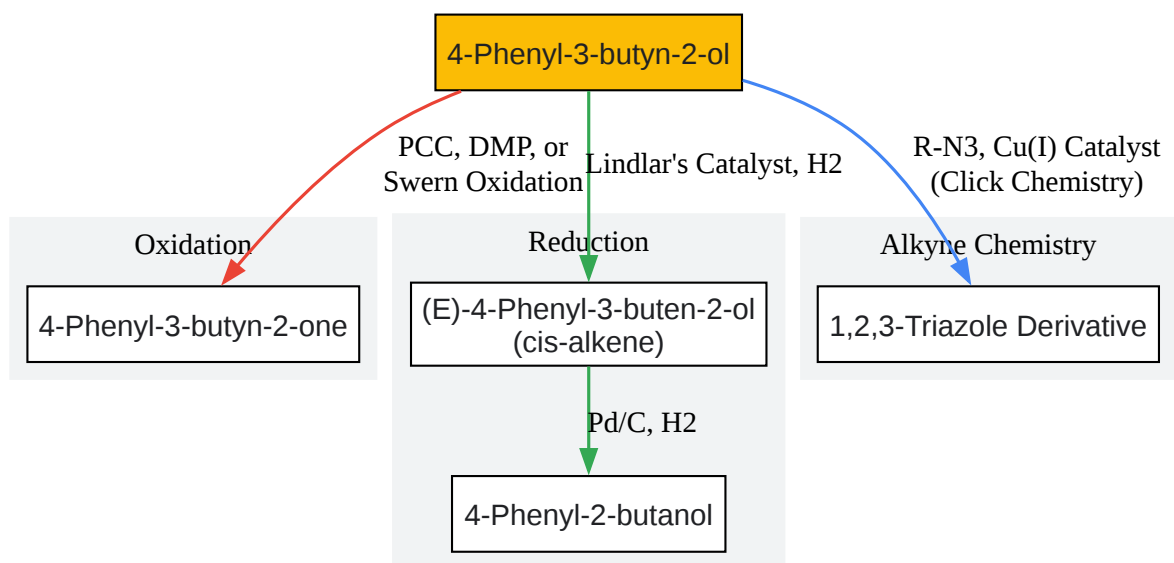 4-Phenyl-3-butyn-2-ol
PCC, DMP, or
Swern Oxidation
Lindlar's Catalyst, H2
R-N3, Cu(I) Catalyst
(Click Chemistry)
Oxidation
Reduction
Alkyne Chemistry
4-Phenyl-3-butyn-2-one
(E)-4-Phenyl-3-buten-2-ol
(cis-alkene)
1,2,3-Triazole Derivative
Pd/C, H2
4-Phenyl-2-butanol